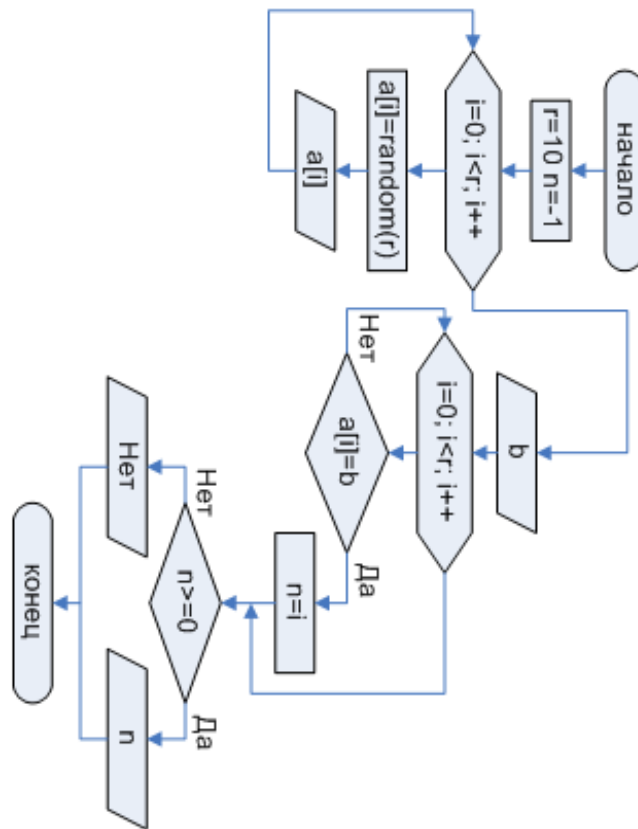 начало
r=10 n=-1
i=0; i<r; i++
a[i]=random(r)
a[i]
b
i=0; i<r; i++
a[i]=b
Нет
Да
n=i
n>=0
Нет
Да
Нет
n
конец